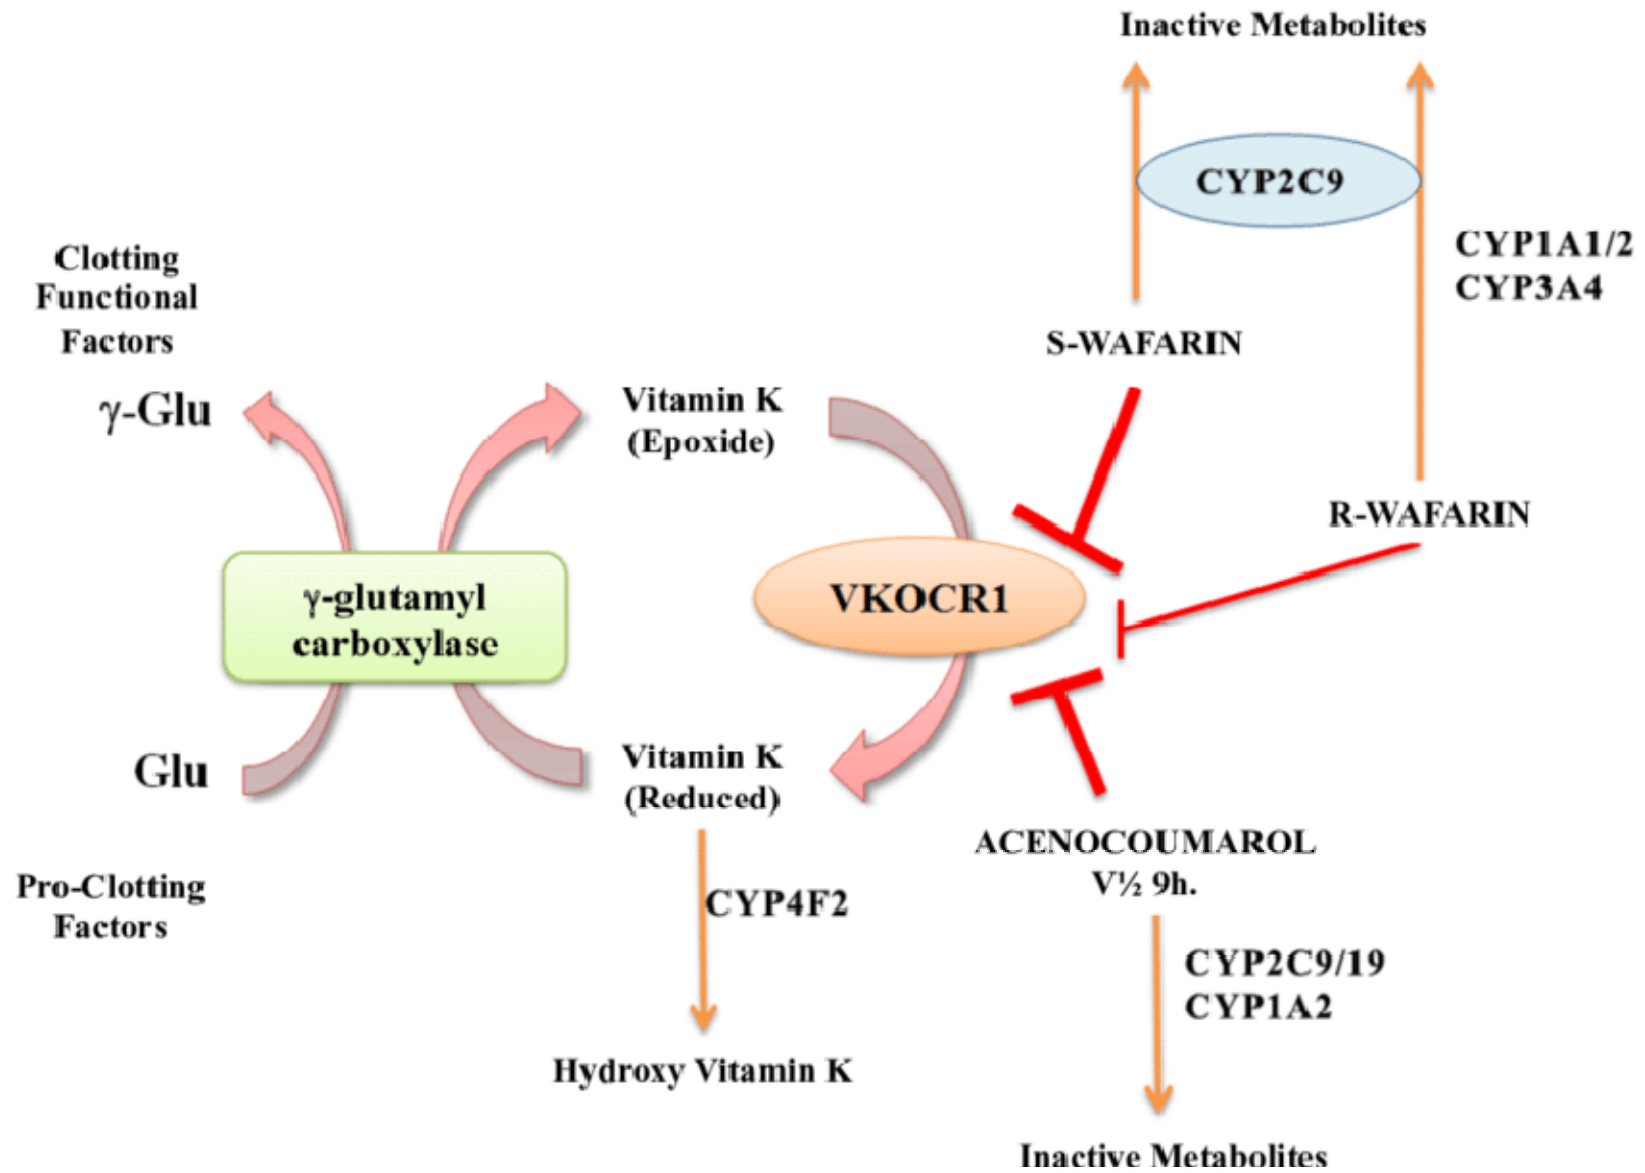 Inactive Metabolites
CYP2C9
CYP1A1/2
CYP3A4
Clotting
Functional
Factors
S-WAFARIN
γ-Glu
Vitamin K
(Epoxide)
R-WAFARIN
γ-glutamyl
carboxylase
VKOCR1
Glu
Vitamin K
(Reduced)
ACENOCOUMAROL
V½ 9h.
Pro-Clotting
Factors
CYP4F2
CYP2C9/19
CYP1A2
Hydroxy Vitamin K
Inactive Metabolites